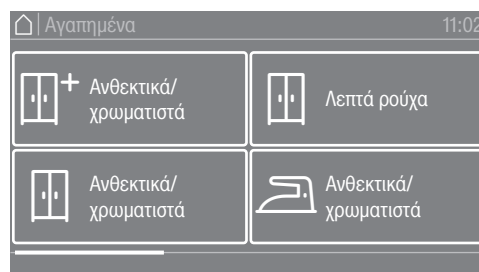 Αγαπημένα 11:02
Ανθεκτικά/
χρωματιστά
Λεπτά ρούχα
Ανθεκτικά/
χρωματιστά
Ανθεκτικά/
χρωματιστά